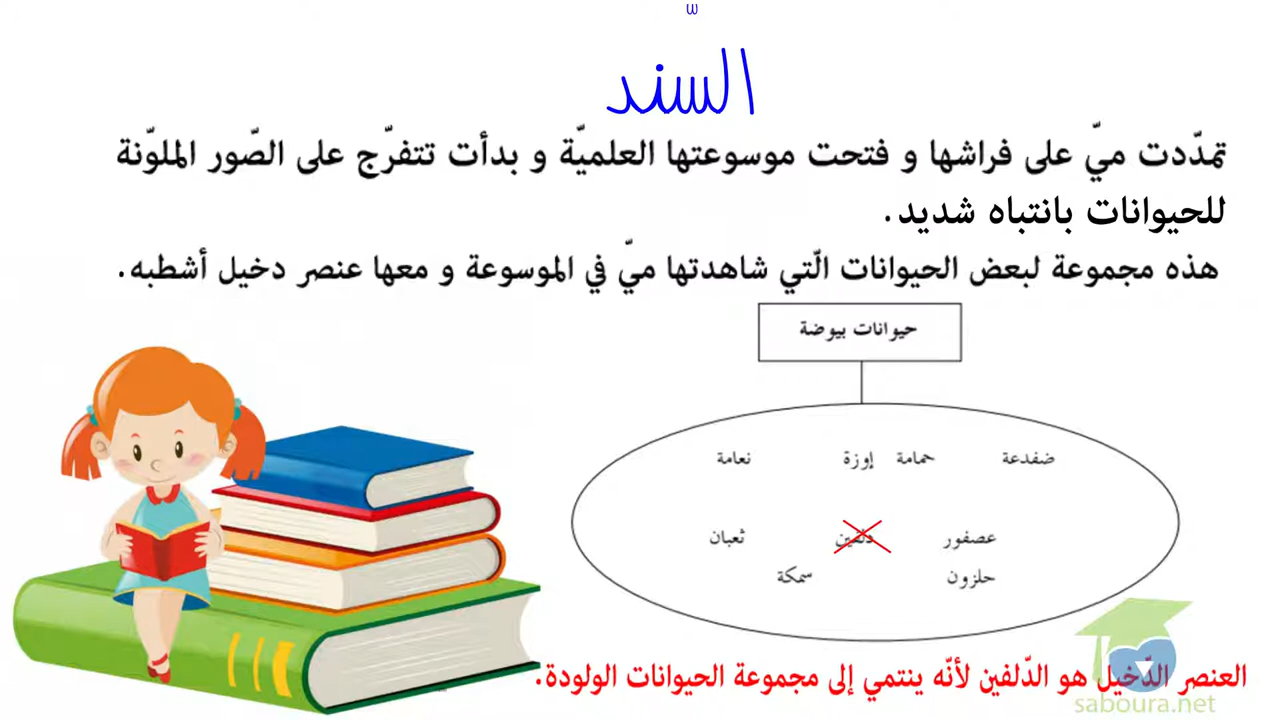 السّند
تمدّدت ميّ على فراشها و فتحت موسوعتها العلميّة و بدأت تتفرّج على الصّور الملوّنة
للحيوانات بانتباه شديد.
هذه مجموعة لبعض الحيوانات الّتي شاهدتها ميّ في الموسوعة و معها عنصر دخيل أشطبه.
حيوانات بيوضة
ضفدعة حمامة إوزة نعامة
عصفور دلفين ثعبان
حلزون سمكة
العنصر الدّخيل هو الدّلفين لأنّه ينتمي إلى مجموعة الحيوانات الولودة.
saboura.net